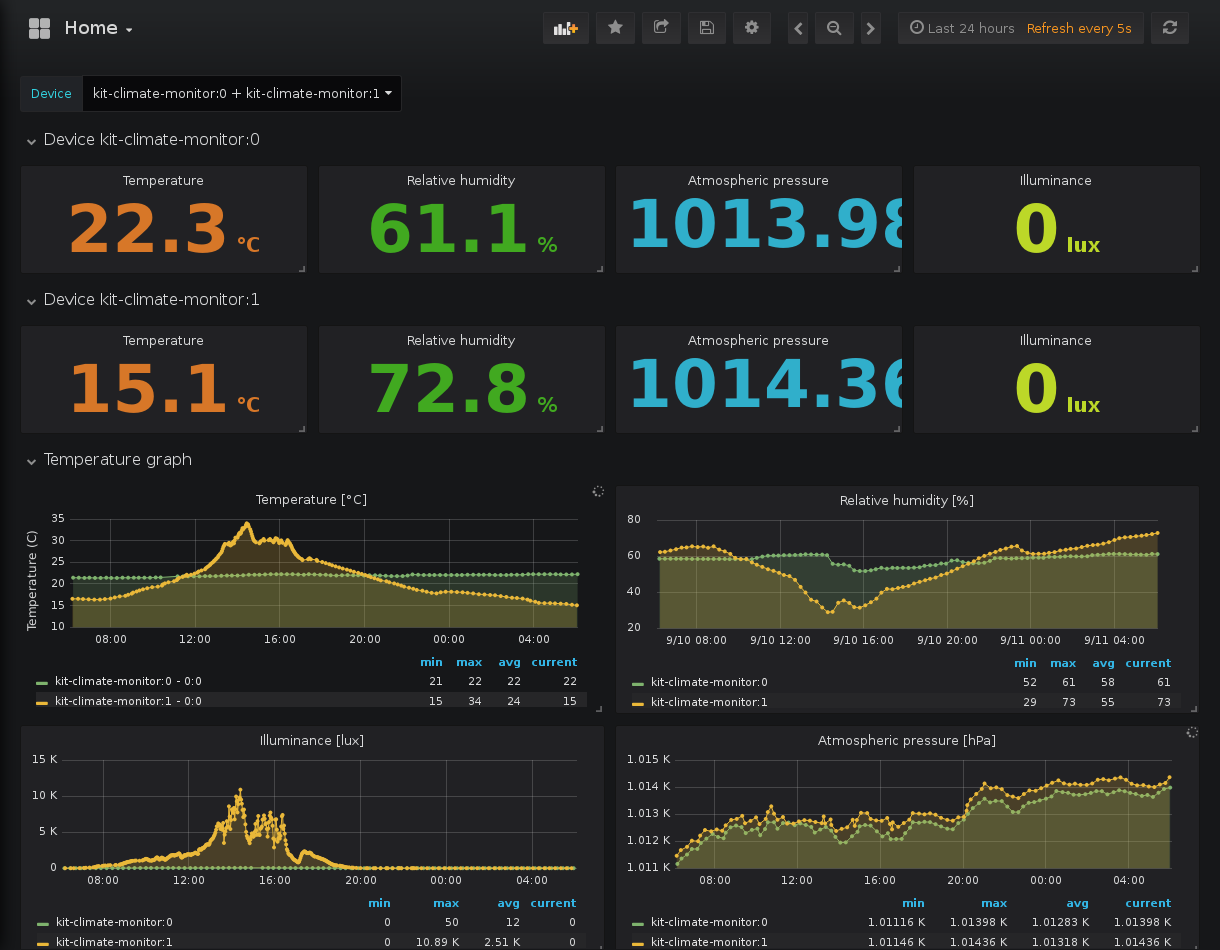 Home
Last 24 hours Refresh every 5s
Device kit-climate-monitor:0 + kit-climate-monitor:1
Device kit-climate-monitor:0
Temperature Relative humidity Atmospheric pressure Illuminance
22.3 °C 61.1 % 1013.98 0 lux
Device kit-climate-monitor:1
Temperature Relative humidity Atmospheric pressure Illuminance
15.1 °C 72.8 % 1014.36 0 lux
Temperature graph
Temperature [°C]
Temperature (C)
35
30
25
20
15
10
08:00 12:00 16:00 20:00 00:00 04:00
min max avg current
kit-climate-monitor:0 - 0:0 21 22 22 22
kit-climate-monitor:1 - 0:0 15 34 24 15
Relative humidity [%]
80
60
40
20
9/10 08:00 9/10 12:00 9/10 16:00 9/10 20:00 9/11 00:00 9/11 04:00
min max avg current
kit-climate-monitor:0 52 61 58 61
kit-climate-monitor:1 29 73 55 73
Illuminance [lux]
15 K
10 K
5 K
0
08:00 12:00 16:00 20:00 00:00 04:00
min max avg current
kit-climate-monitor:0 0 50 12 0
kit-climate-monitor:1 0 10.89 K 2.51 K 0
Atmospheric pressure [hPa]
1.015 K
1.014 K
1.013 K
1.012 K
1.011 K
08:00 12:00 16:00 20:00 00:00 04:00
min max avg current
kit-climate-monitor:0 1.01116 K 1.01398 K 1.01283 K 1.01398 K
kit-climate-monitor:1 1.01146 K 1.01436 K 1.01318 K 1.01436 K